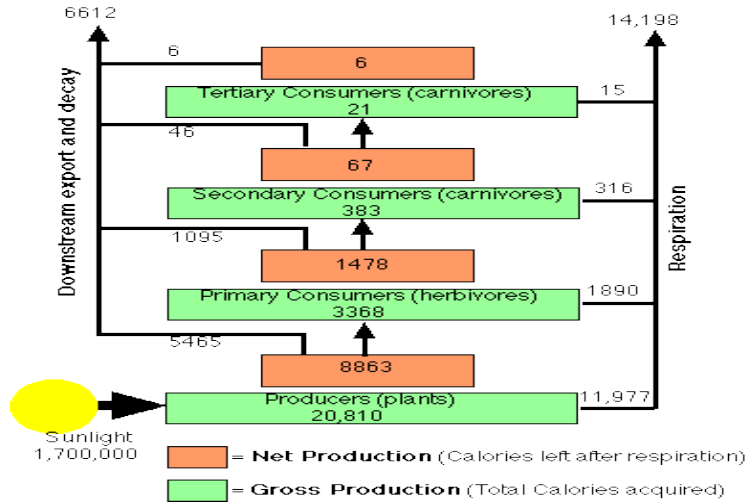 6612
14,198
6
6
Tertiary Consumers (carnivores)
21
15
46
67
Secondary Consumers (carnivores)
383
316
1095
1478
Primary Consumers (herbivores)
3368
1890
5465
8863
Producers (plants)
20,810
11,977
Downstream export and decay
Respiration
Sunlight
1,700,000
= Net Production (Calories left after respiration)
= Gross Production (Total Calories acquired)